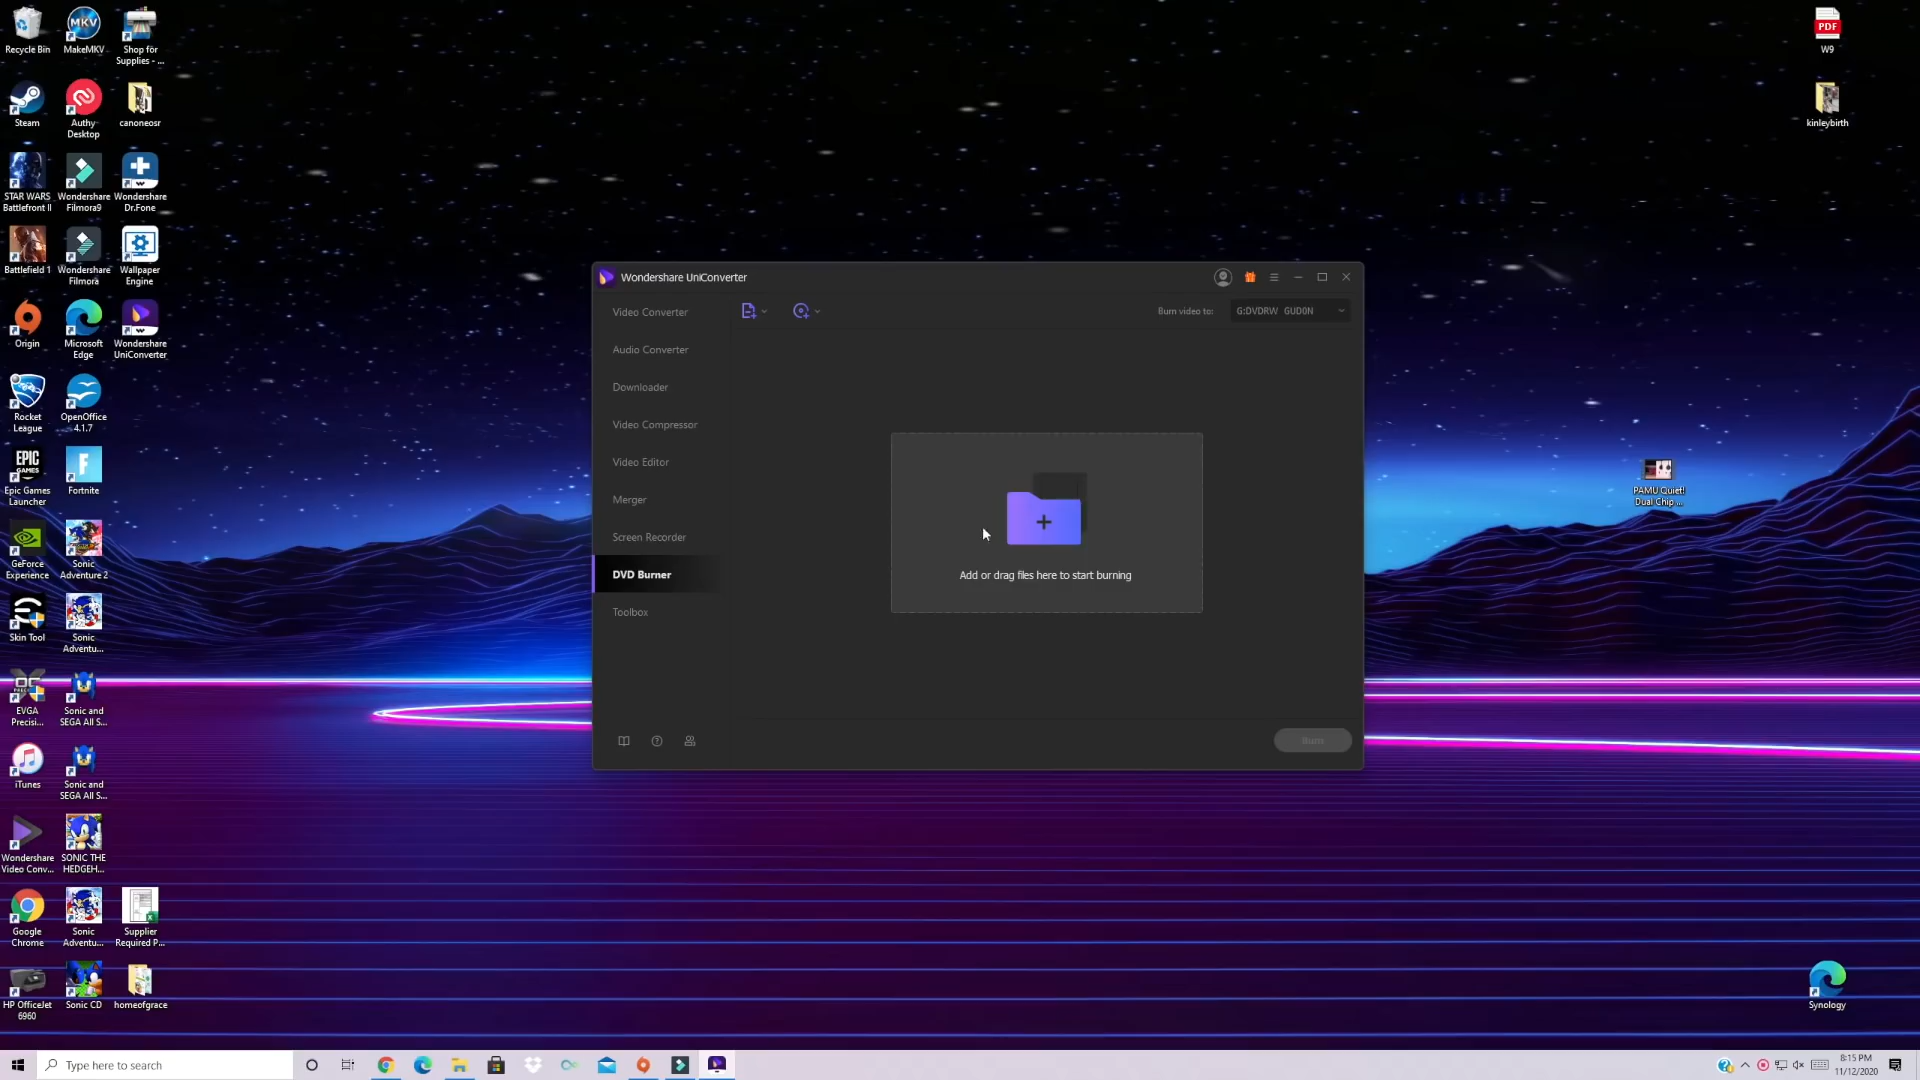 Recycle Bin
MakeMKV
Shop for
Supplies - ...
Steam
Authy
Desktop
canoneosr
STAR WARS
Battlefront II
Wondershare
Filmora9
Wondershare
Dr.Fone
Battlefield 1
Wondershare
Filmora
Wallpaper
Engine
Origin
Microsoft
Edge
Wondershare
UniConverter
Rocket
League
OpenOffice
4.1.7
EPIC
GAMES
Epic Games
Launcher
Fortnite
GeForce
Experience
Sonic
Adventure 2
Skin Tool
Sonic
Adventu...
EVGA
Precisi...
Sonic and
SEGA All S...
iTunes
Sonic and
SEGA All S...
Wondershare
Video Conv...
SONIC THE
HEDGEH...
Google
Chrome
Sonic
Adventu...
Supplier
Required P...
HP OfficeJet
6960
Sonic CD
homeofgrace
Wondershare UniConverter
Video Converter
Audio Converter
Downloader
Video Compressor
Video Editor
Merger
Screen Recorder
DVD Burner
Toolbox
Burn video to:
G:DVDRW GUD0N
Add or drag files here to start burning
Burn
PDF
W9
kinleybirth
PAMU Quiet!
Dual Chip ...
Synology
Type here to search
8:15 PM
11/12/2020